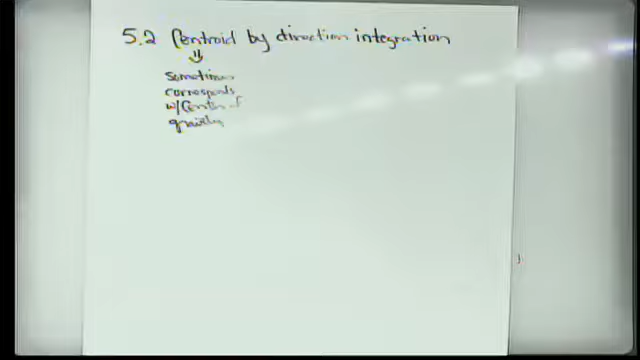 5.2 Centroid by direction integration
⇓
sometimes
corresponds
w/ Center of
gravity